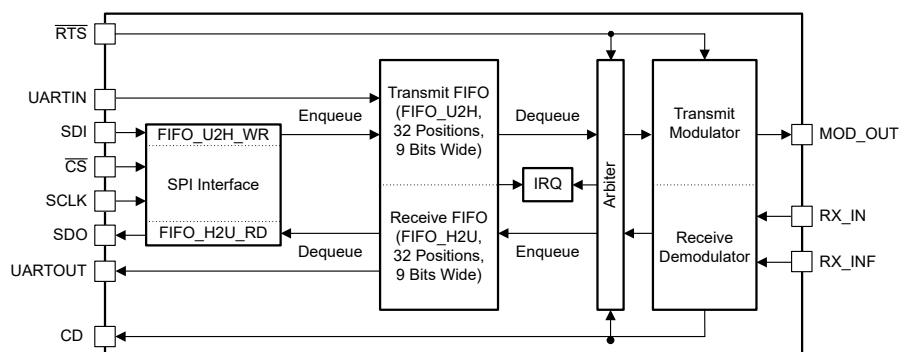 RTS
UARTIN
SDI
CS
SCLK
SDO
UARTOUT
CD
FIFO_U2H_WR
SPI Interface
FIFO_H2U_RD
Enqueue
Dequeue
Transmit FIFO
(FIFO_U2H,
32 Positions,
9 Bits Wide)
Receive FIFO
(FIFO_H2U,
32 Positions,
9 Bits Wide)
Dequeue
IRQ
Enqueue
Arbiter
Transmit
Modulator
Receive
Demodulator
MOD_OUT
RX_IN
RX_INF